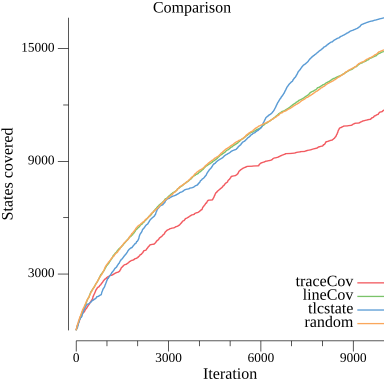 Comparison
States covered
15000
9000
3000
traceCov
lineCov
tlcstate
random
0 3000 6000 9000
Iteration